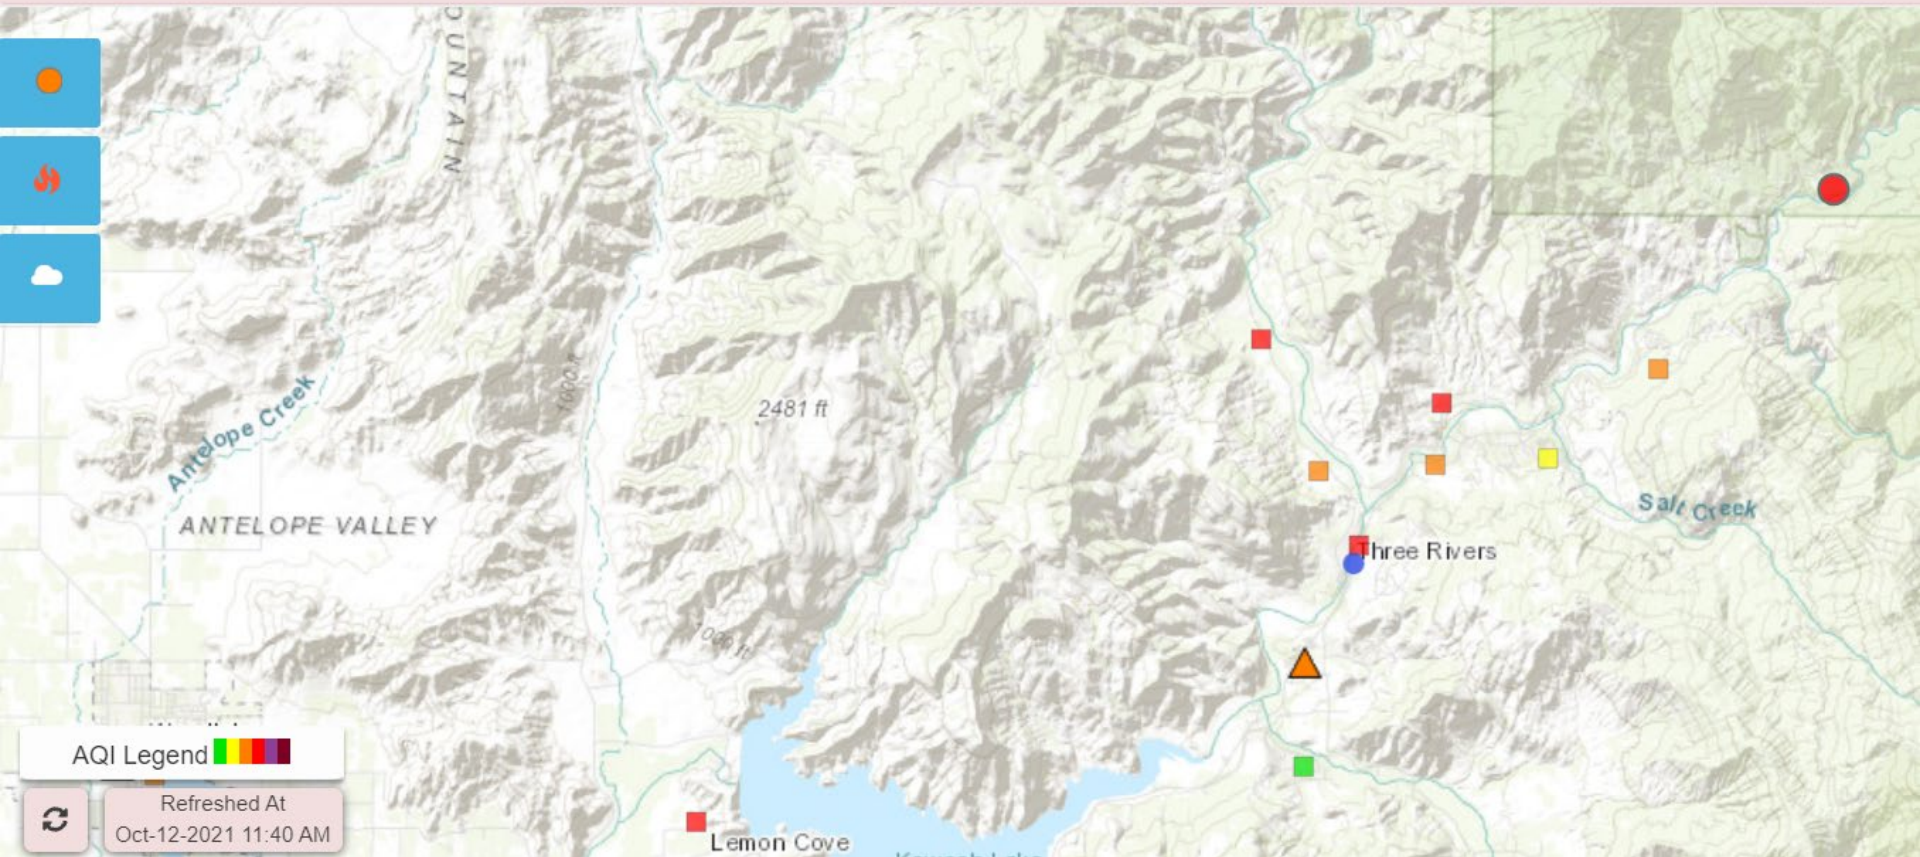 OUNTAIN
2481 ft
1000 ft
Antelope Creek
ANTELOPE VALLEY
Salt Creek
Three Rivers
1000 ft
AQI Legend
Refreshed At
Oct-12-2021 11:40 AM
Lemon Cove